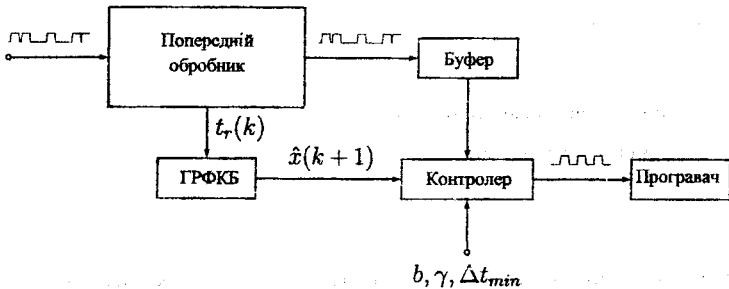 Попередній
обробник
Буфер
t_r(k)
x̂(k + 1)
ГРФКБ
Контролер
Програвач
b, γ, Δt_min